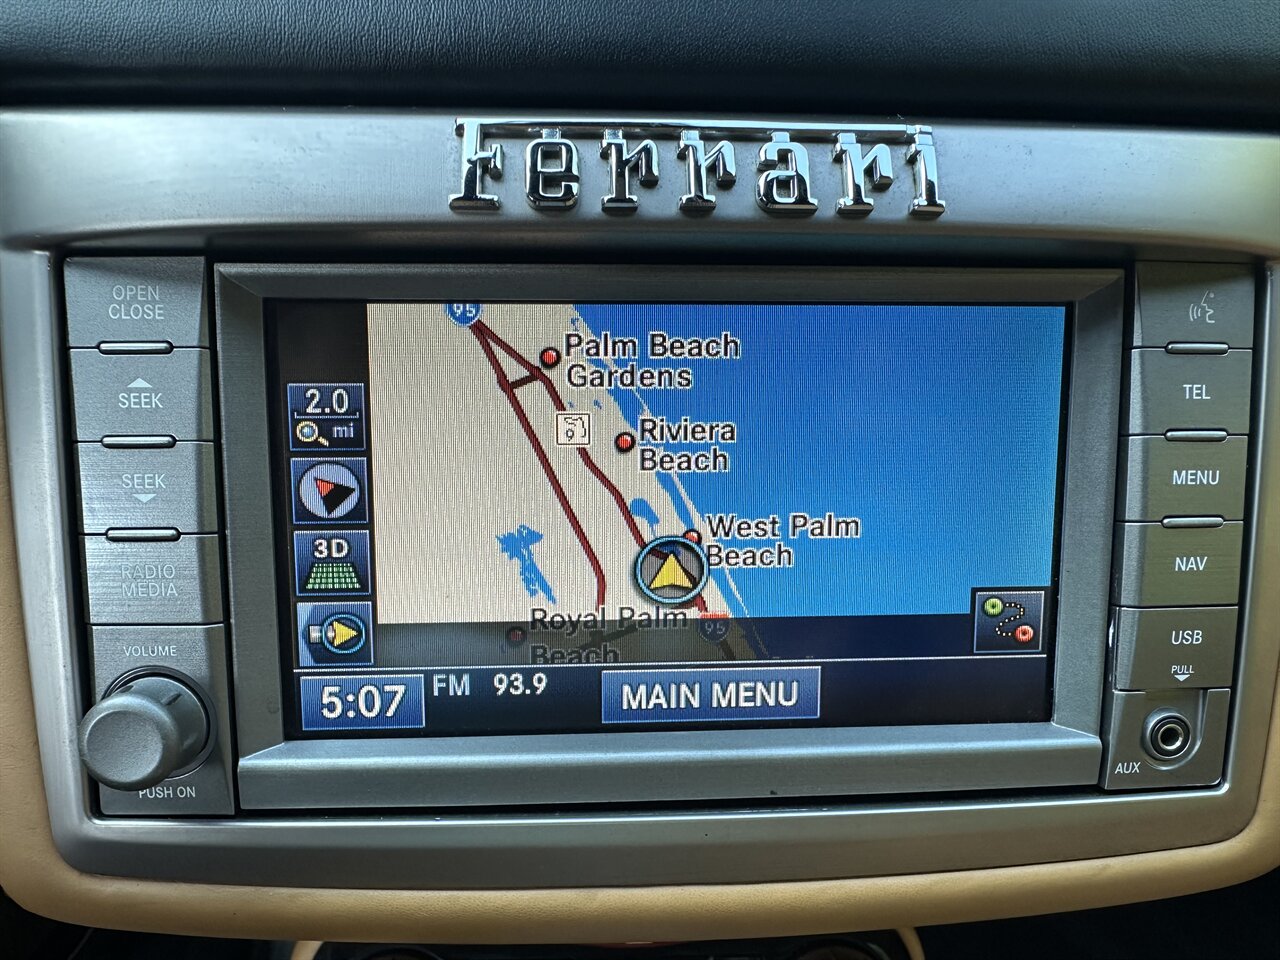 Ferrari
OPEN
CLOSE
SEEK
SEEK
RADIO
MEDIA
VOLUME
PUSH ON
95
Palm Beach
Gardens
2.0
mi
9
Riviera
Beach
3D
West Palm
Beach
Royal Palm
Beach
95
5:07
FM 93.9
MAIN MENU
TEL
MENU
NAV
USB
PULL
AUX